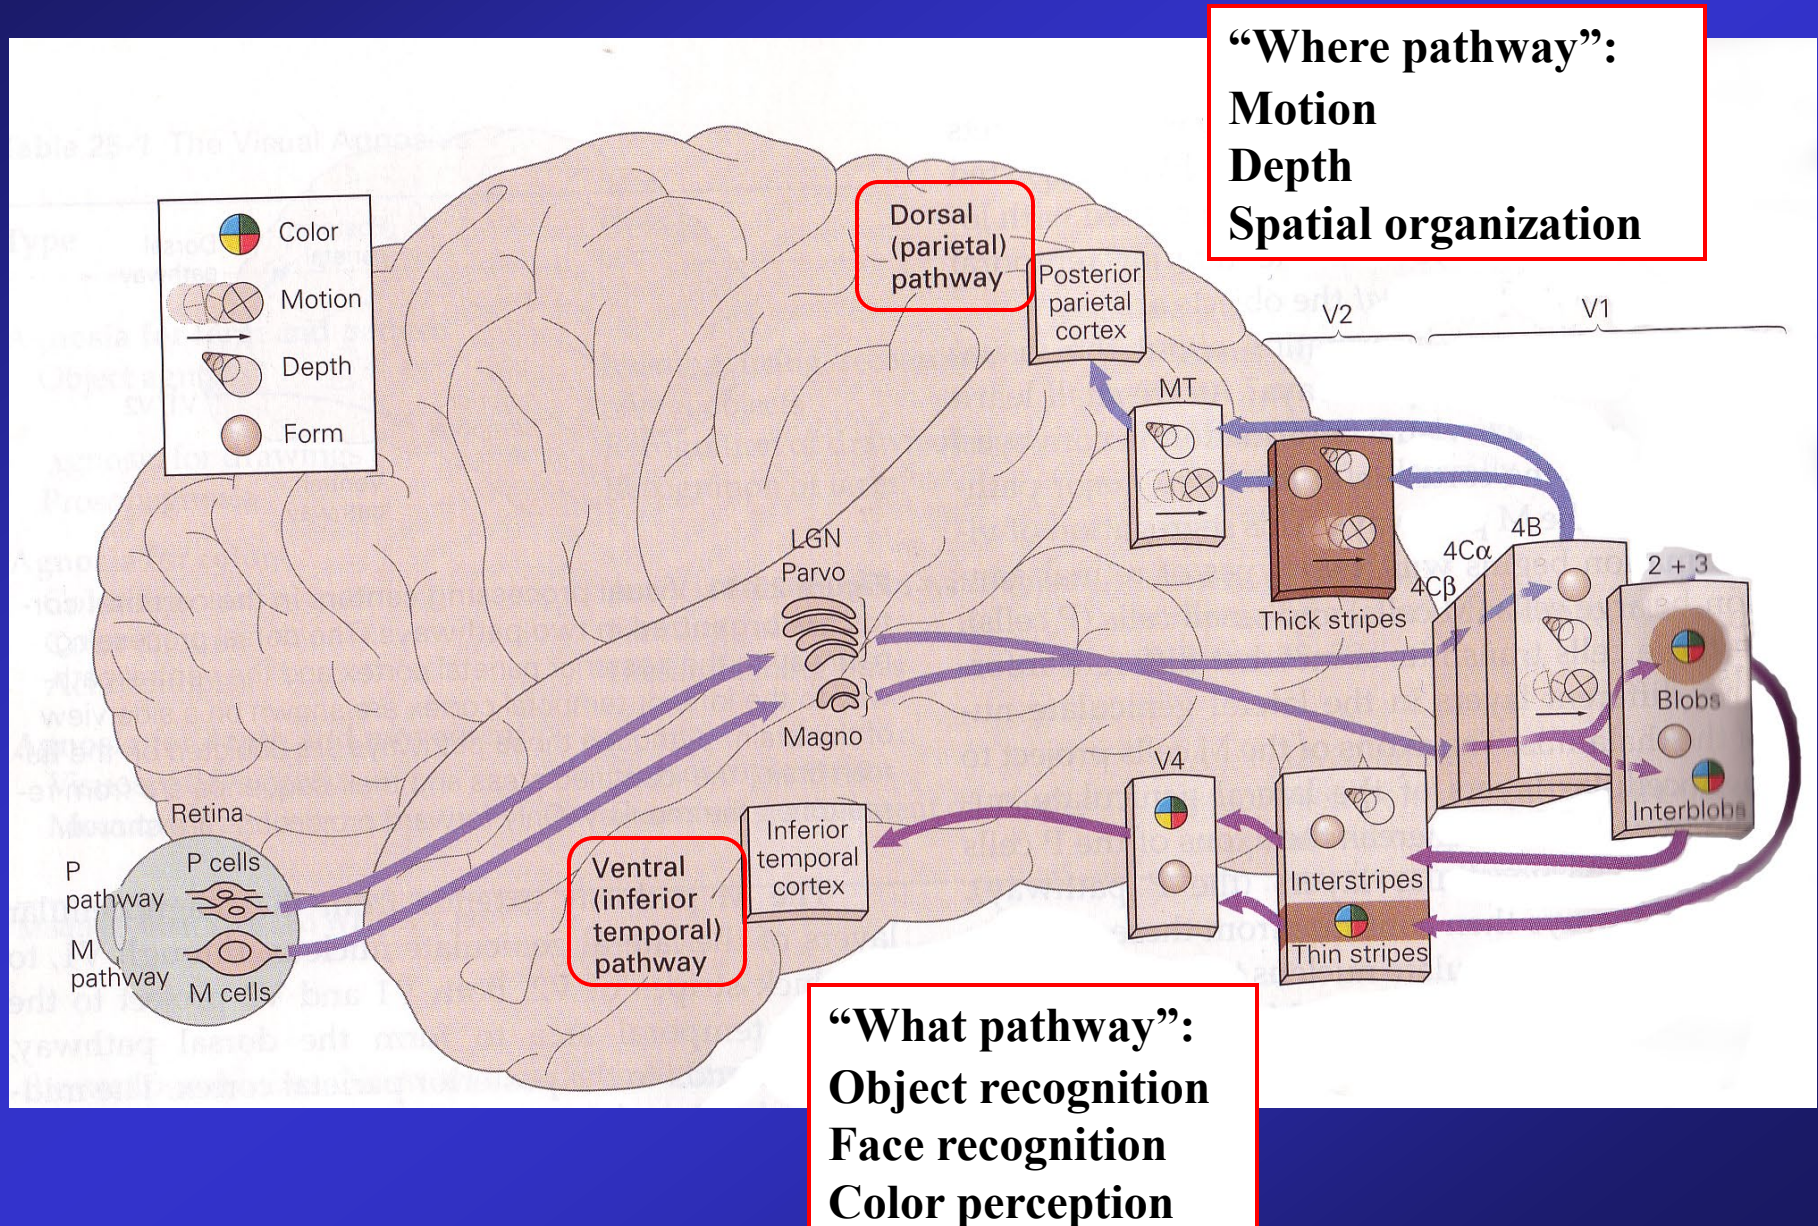 “Where pathway”:
Motion
Depth
Spatial organization
Color
Motion
Depth
Form
Dorsal
(parietal)
pathway
Posterior
parietal
cortex
V2
V1
MT
Thick stripes
4Cβ
4Cα
4B
2 + 3
Blobs
Interblobs
LGN
Parvo
Magno
Retina
P
pathway
P cells
M
pathway
M cells
Ventral
(inferior
temporal)
pathway
Inferior
temporal
cortex
V4
Interstripes
Thin stripes
“What pathway”:
Object recognition
Face recognition
Color perception